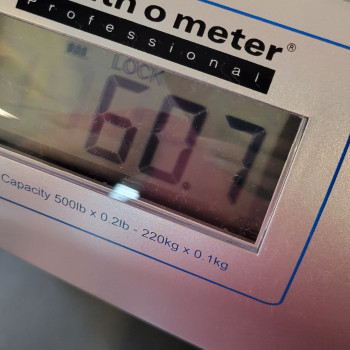 th o meter®
Professional
LOCK
60.7
Capacity 500lb x 0.2lb - 220kg x 0.1kg